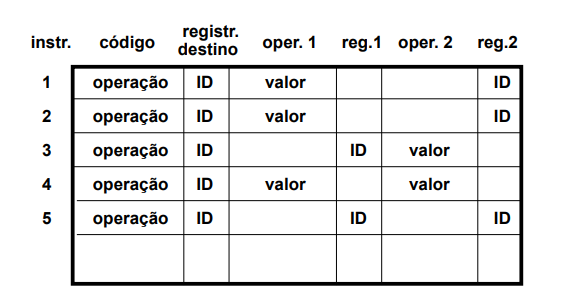 instr. código registr. destino oper. 1 reg.1 oper. 2 reg.2
1 operação ID valor ID
2 operação ID valor ID
3 operação ID ID valor
4 operação ID valor valor
5 operação ID ID ID